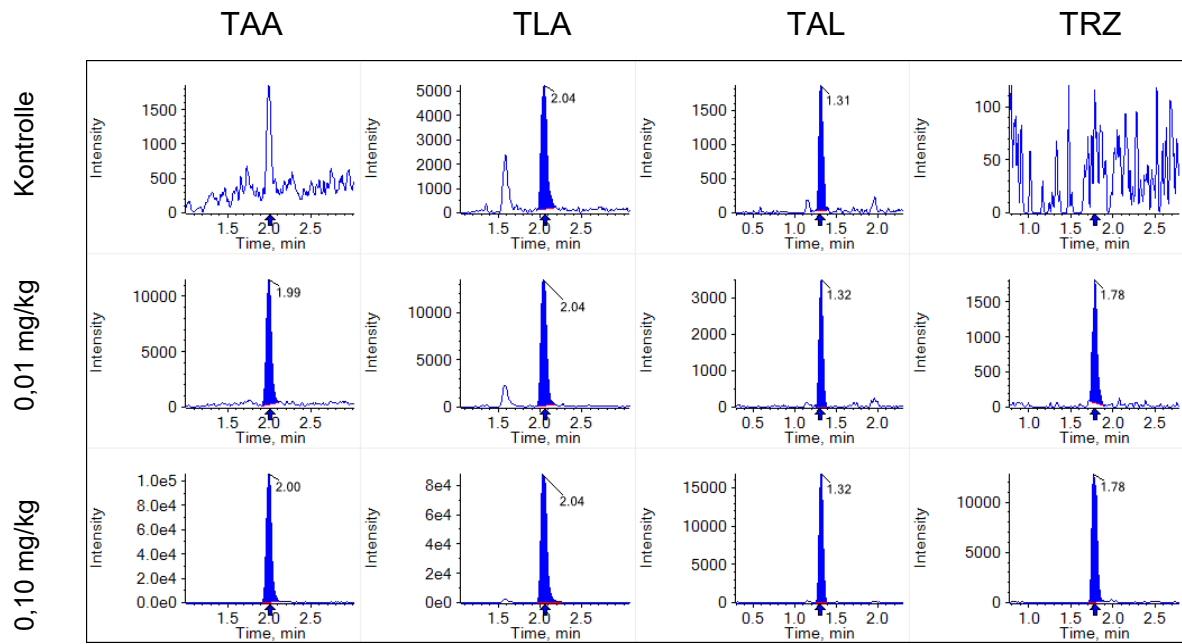 TAA TLA TAL TRZ
Kontrolle
Intensity
1500
1000
500
0
1.5 2.0 2.5
Time, min
Intensity
5000
4000
3000
2000
1000
0
2.04
1.5 2.0 2.5
Time, min
Intensity
1500
1000
500
0
1.31
0.5 1.0 1.5 2.0
Time, min
Intensity
100
50
0
1.0 1.5 2.0 2.5
Time, min
0,01 mg/kg
Intensity
10000
5000
0
1.99
1.5 2.0 2.5
Time, min
Intensity
10000
5000
0
2.04
1.5 2.0 2.5
Time, min
Intensity
3000
2000
1000
0
1.32
0.5 1.0 1.5 2.0
Time, min
Intensity
1500
1000
500
0
1.78
1.0 1.5 2.0 2.5
Time, min
0,10 mg/kg
Intensity
1.0e5
8.0e4
6.0e4
4.0e4
2.0e4
0.0e0
2.00
1.5 2.0 2.5
Time, min
Intensity
8e4
6e4
4e4
2e4
0e0
2.04
1.5 2.0 2.5
Time, min
Intensity
15000
10000
5000
0
1.32
0.5 1.0 1.5 2.0
Time, min
Intensity
10000
5000
0
1.78
1.0 1.5 2.0 2.5
Time, min